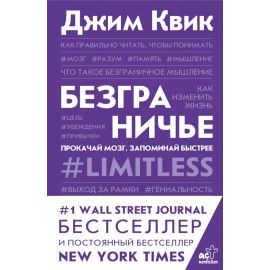 Джим Квик
КАК ПРАВИЛЬНО ЧИТАТЬ, ЧТОБЫ ПОНИМАТЬ
#МОЗГ #РАЗУМ #ПАМЯТЬ #МЫШЛЕНИЕ
ЧТО ТАКОЕ БЕЗГРАНИЧНОЕ МЫШЛЕНИЕ
БЕЗГРА
НИЧЬЕ
КАК
ИЗМЕНИТЬ
ЖИЗНЬ
#ЦЕЛЬ
#УБЕЖДЕНИЯ
#ПРИВЫЧКИ
ПРОКАЧАЙ МОЗГ, ЗАПОМИНАЙ БЫСТРЕЕ
#LIMITLESS
#ВЫХОД ЗА РАМКИ #ГЕНИАЛЬНОСТЬ
#1 WALL STREET JOURNAL
БЕСТСЕЛЛЕР
И ПОСТОЯННЫЙ БЕСТСЕЛЛЕР
NEW YORK TIMES
аст
nonfiction